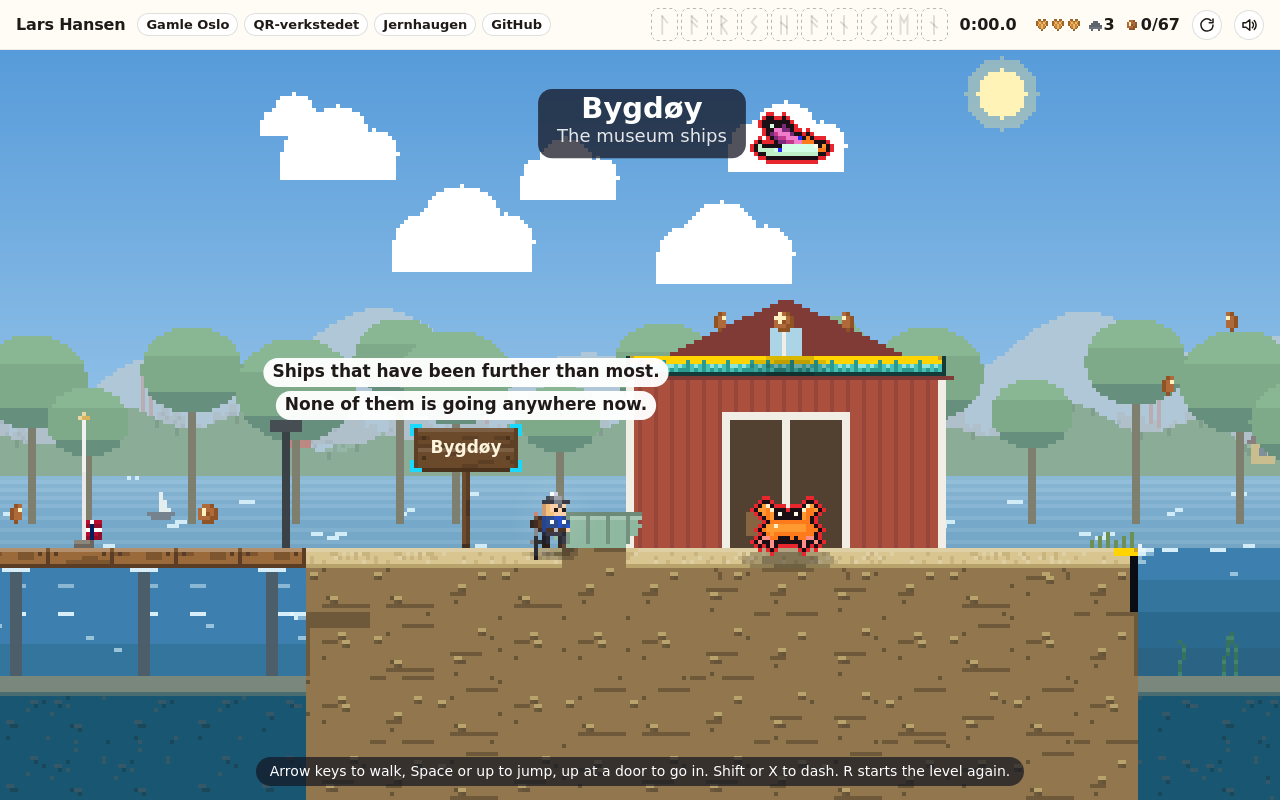 Lars Hansen
Gamle Oslo
QR-verkstedet
Jernhaugen
GitHub
ᛚ ᚨ ᚱ ᛊ ᚺ ᚨ ᚾ ᛊ ᛖ ᚾ
0:00.0
3
0/67
Bygdøy
The museum ships
Ships that have been further than most.
None of them is going anywhere now.
Bygdøy
Arrow keys to walk, Space or up to jump, up at a door to go in. Shift or X to dash. R starts the level again.